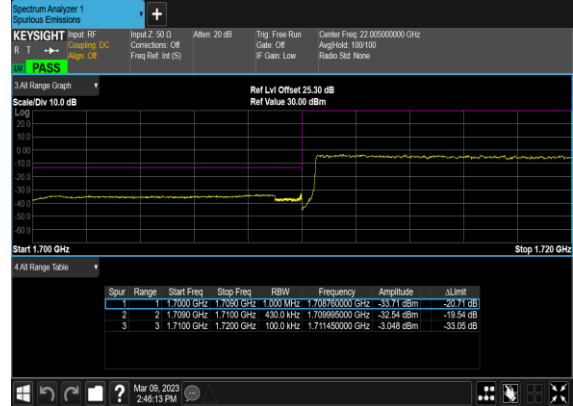 Spectrum Analyzer 1
Spurious Emissions
+
KEYSIGHT Input: RF
R T Coupling: DC
Align: Off
Input Z: 50 Ω
Corrections: Off
Freq Ref: Int (S)
Atten: 20 dB
Trig: Free Run
Gate: Off
IF Gain: Low
Center Freq: 22.005000000 GHz
Avg|Hold: 100/100
Radio Std: None
PASS
3 All Range Graph
Ref Lvl Offset 25.30 dB
Scale/Div 10.0 dB
Ref Value 30.00 dBm
Log
20.0
10.0
0.00
-10.0
-20.0
-30.0
-40.0
-50.0
-60.0
Start 1.700 GHz
Stop 1.720 GHz
4 All Range Table
Spur Range Start Freq Stop Freq RBW Frequency Amplitude ΔLimit
1 1 1.7000 GHz 1.7090 GHz 1.000 MHz 1.708760000 GHz -33.71 dBm -20.71 dB
2 2 1.7090 GHz 1.7100 GHz 430.0 kHz 1.709995000 GHz -32.54 dBm -19.54 dB
3 3 1.7100 GHz 1.7200 GHz 100.0 kHz 1.711450000 GHz -3.048 dBm -33.05 dB
?
Mar 09, 2023
2:46:13 PM